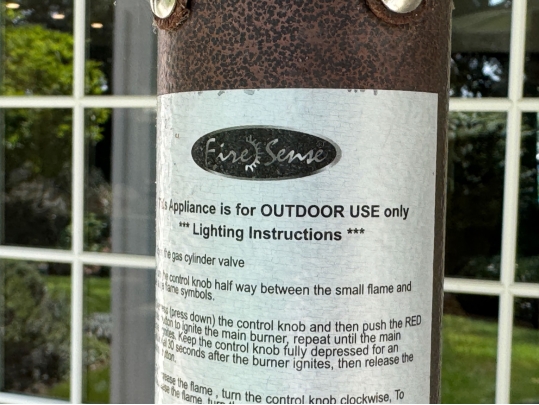 Fire Sense
Appliance is for OUTDOOR USE only
*** Lighting Instructions ***
the gas cylinder valve
the control knob half way between the small flame and
flame symbols.
(press down) the control knob and then push the RED
to ignite the main burner, repeat until the main
Keep the control knob fully depressed for an
30 seconds after the burner ignites, then release the
the flame , turn the control knob clockwise, To
the flame, turn